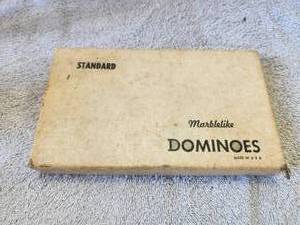 STANDARD
Marblelike
DOMINOES
MADE IN U.S.A.